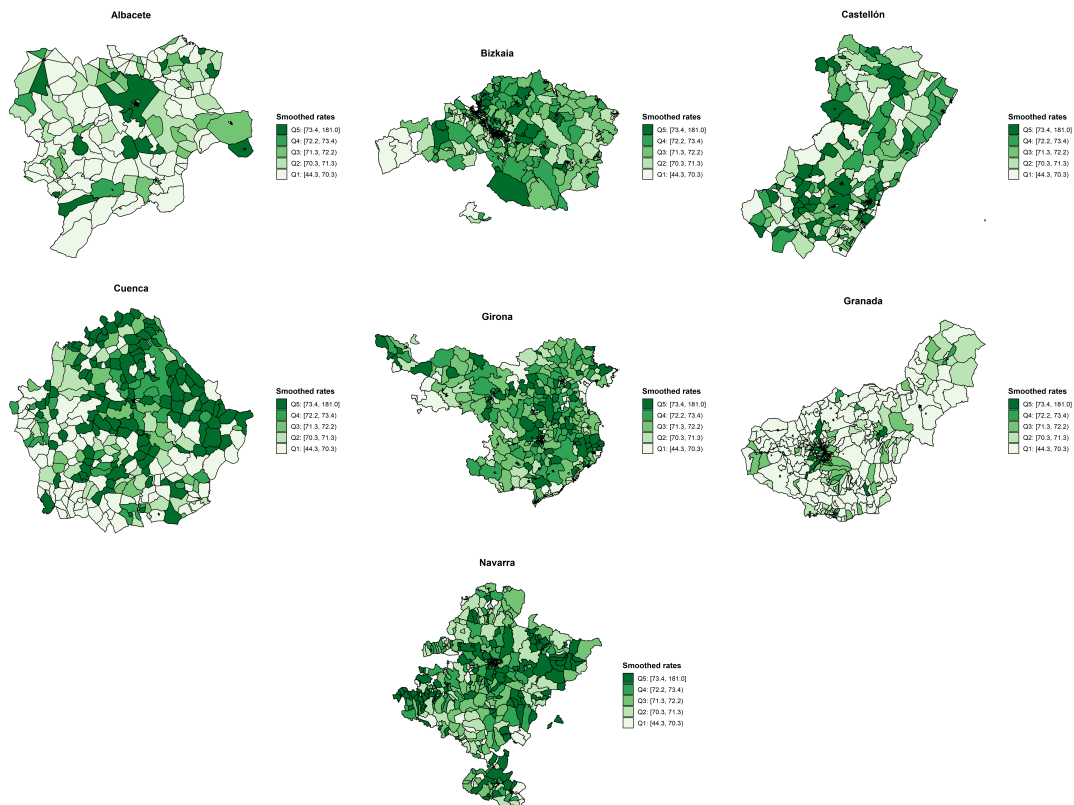 Albacete
Smoothed rates
Q5: [73.4, 181.0]
Q4: [72.2, 73.4)
Q3: [71.3, 72.2)
Q2: [70.3, 71.3)
Q1: [44.3, 70.3)
Bizkaia
Smoothed rates
Q5: [73.4, 181.0]
Q4: [72.2, 73.4)
Q3: [71.3, 72.2)
Q2: [70.3, 71.3)
Q1: [44.3, 70.3)
Castellón
Smoothed rates
Q5: [73.4, 181.0]
Q4: [72.2, 73.4)
Q3: [71.3, 72.2)
Q2: [70.3, 71.3)
Q1: [44.3, 70.3)
Cuenca
Smoothed rates
Q5: [73.4, 181.0]
Q4: [72.2, 73.4)
Q3: [71.3, 72.2)
Q2: [70.3, 71.3)
Q1: [44.3, 70.3)
Girona
Smoothed rates
Q5: [73.4, 181.0]
Q4: [72.2, 73.4)
Q3: [71.3, 72.2)
Q2: [70.3, 71.3)
Q1: [44.3, 70.3)
Granada
Smoothed rates
Q5: [73.4, 181.0]
Q4: [72.2, 73.4)
Q3: [71.3, 72.2)
Q2: [70.3, 71.3)
Q1: [44.3, 70.3)
Navarra
Smoothed rates
Q5: [73.4, 181.0]
Q4: [72.2, 73.4)
Q3: [71.3, 72.2)
Q2: [70.3, 71.3)
Q1: [44.3, 70.3)